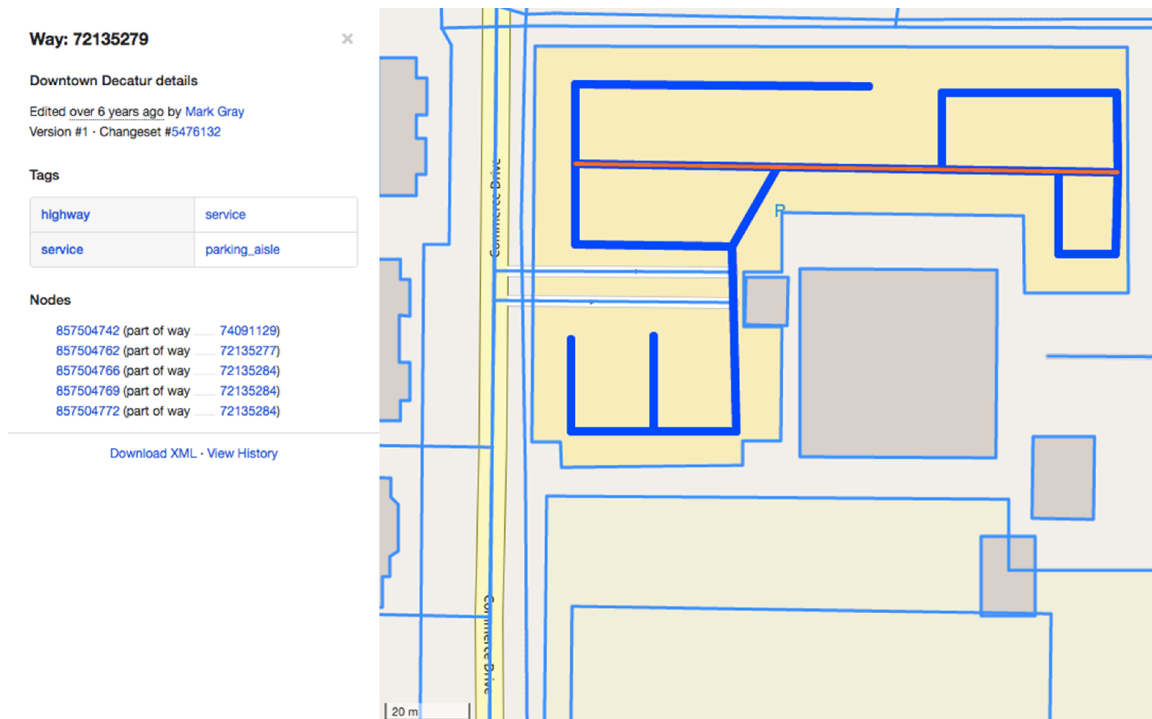 Way: 72135279
×
Downtown Decatur details
Edited over 6 years ago by Mark Gray
Version #1 · Changeset #5476132
Tags
highway service
service parking_aisle
Nodes
857504742 (part of way 74091129)
857504762 (part of way 72135277)
857504766 (part of way 72135284)
857504769 (part of way 72135284)
857504772 (part of way 72135284)
Download XML · View History
Commerce Drive
P
Commerce Drive
20 m